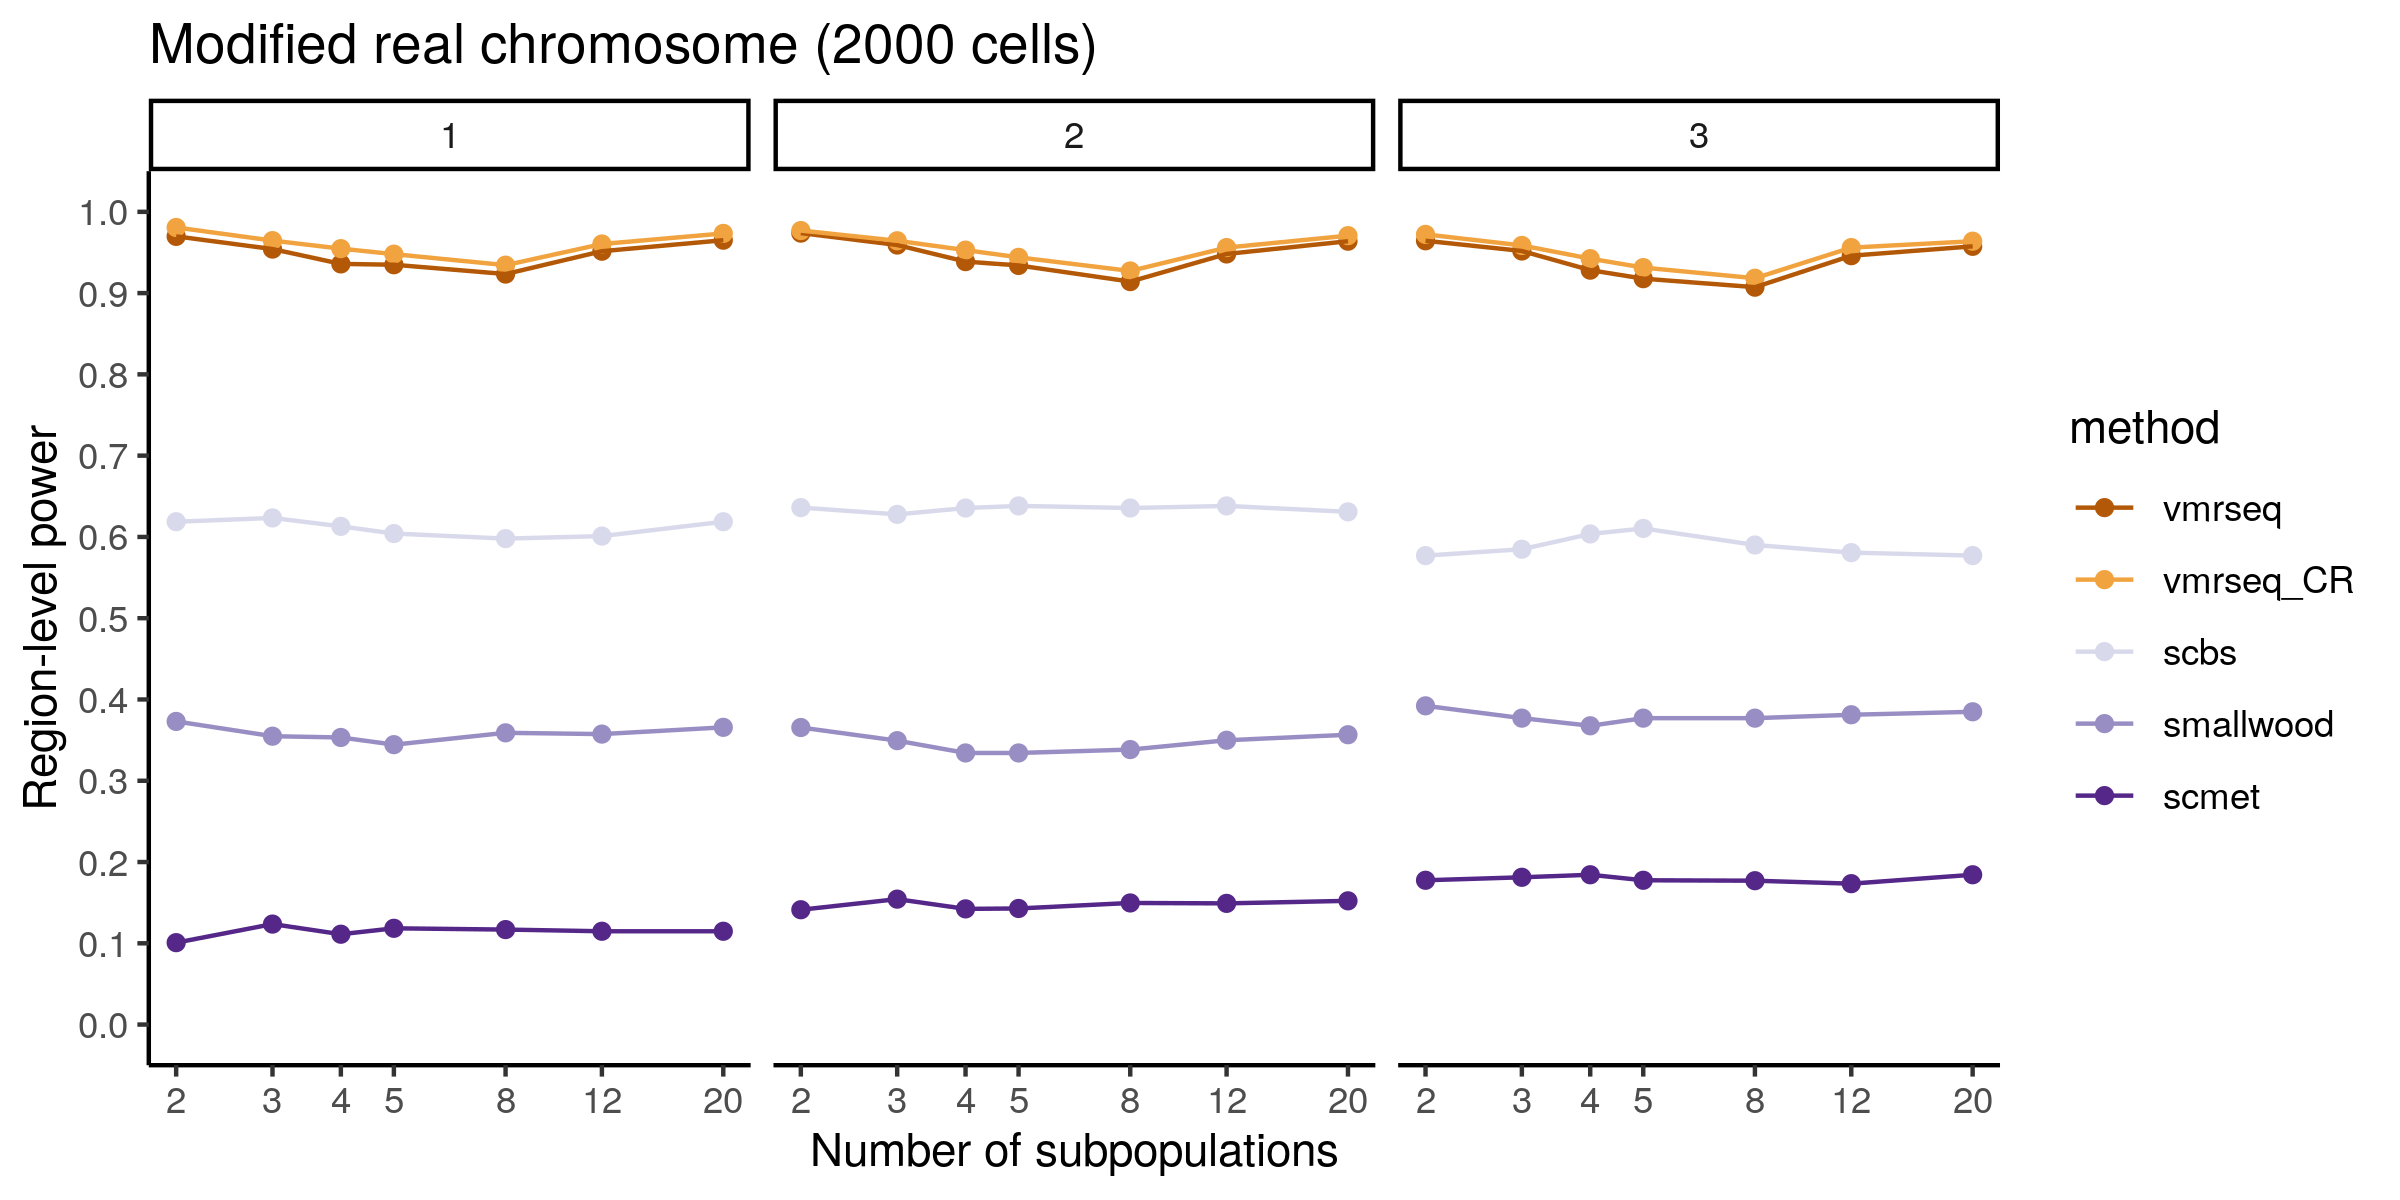 Modified real chromosome (2000 cells)
1 2 3
Region-level power
1.0
0.9
0.8
0.7
0.6
0.5
0.4
0.3
0.2
0.1
0.0
2 3 4 5 8 12 20 2 3 4 5 8 12 20 2 3 4 5 8 12 20
Number of subpopulations
method
vmrseq
vmrseq_CR
scbs
smallwood
scmet